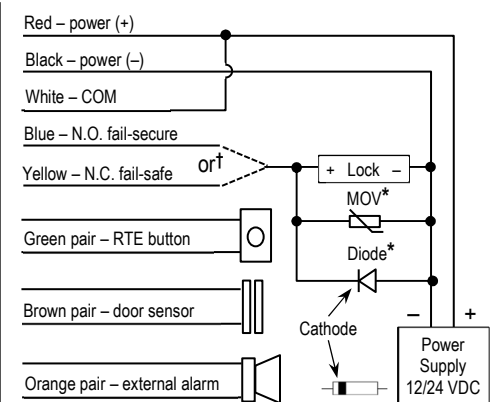 Red – power (+)
Black – power (–)
White – COM
Blue – N.O. fail-secure
or†
Yellow – N.C. fail-safe
+ Lock –
MOV*
Green pair – RTE button
Diode*
Brown pair – door sensor
Cathode
– +
Power
Supply
12/24 VDC
Orange pair – external alarm